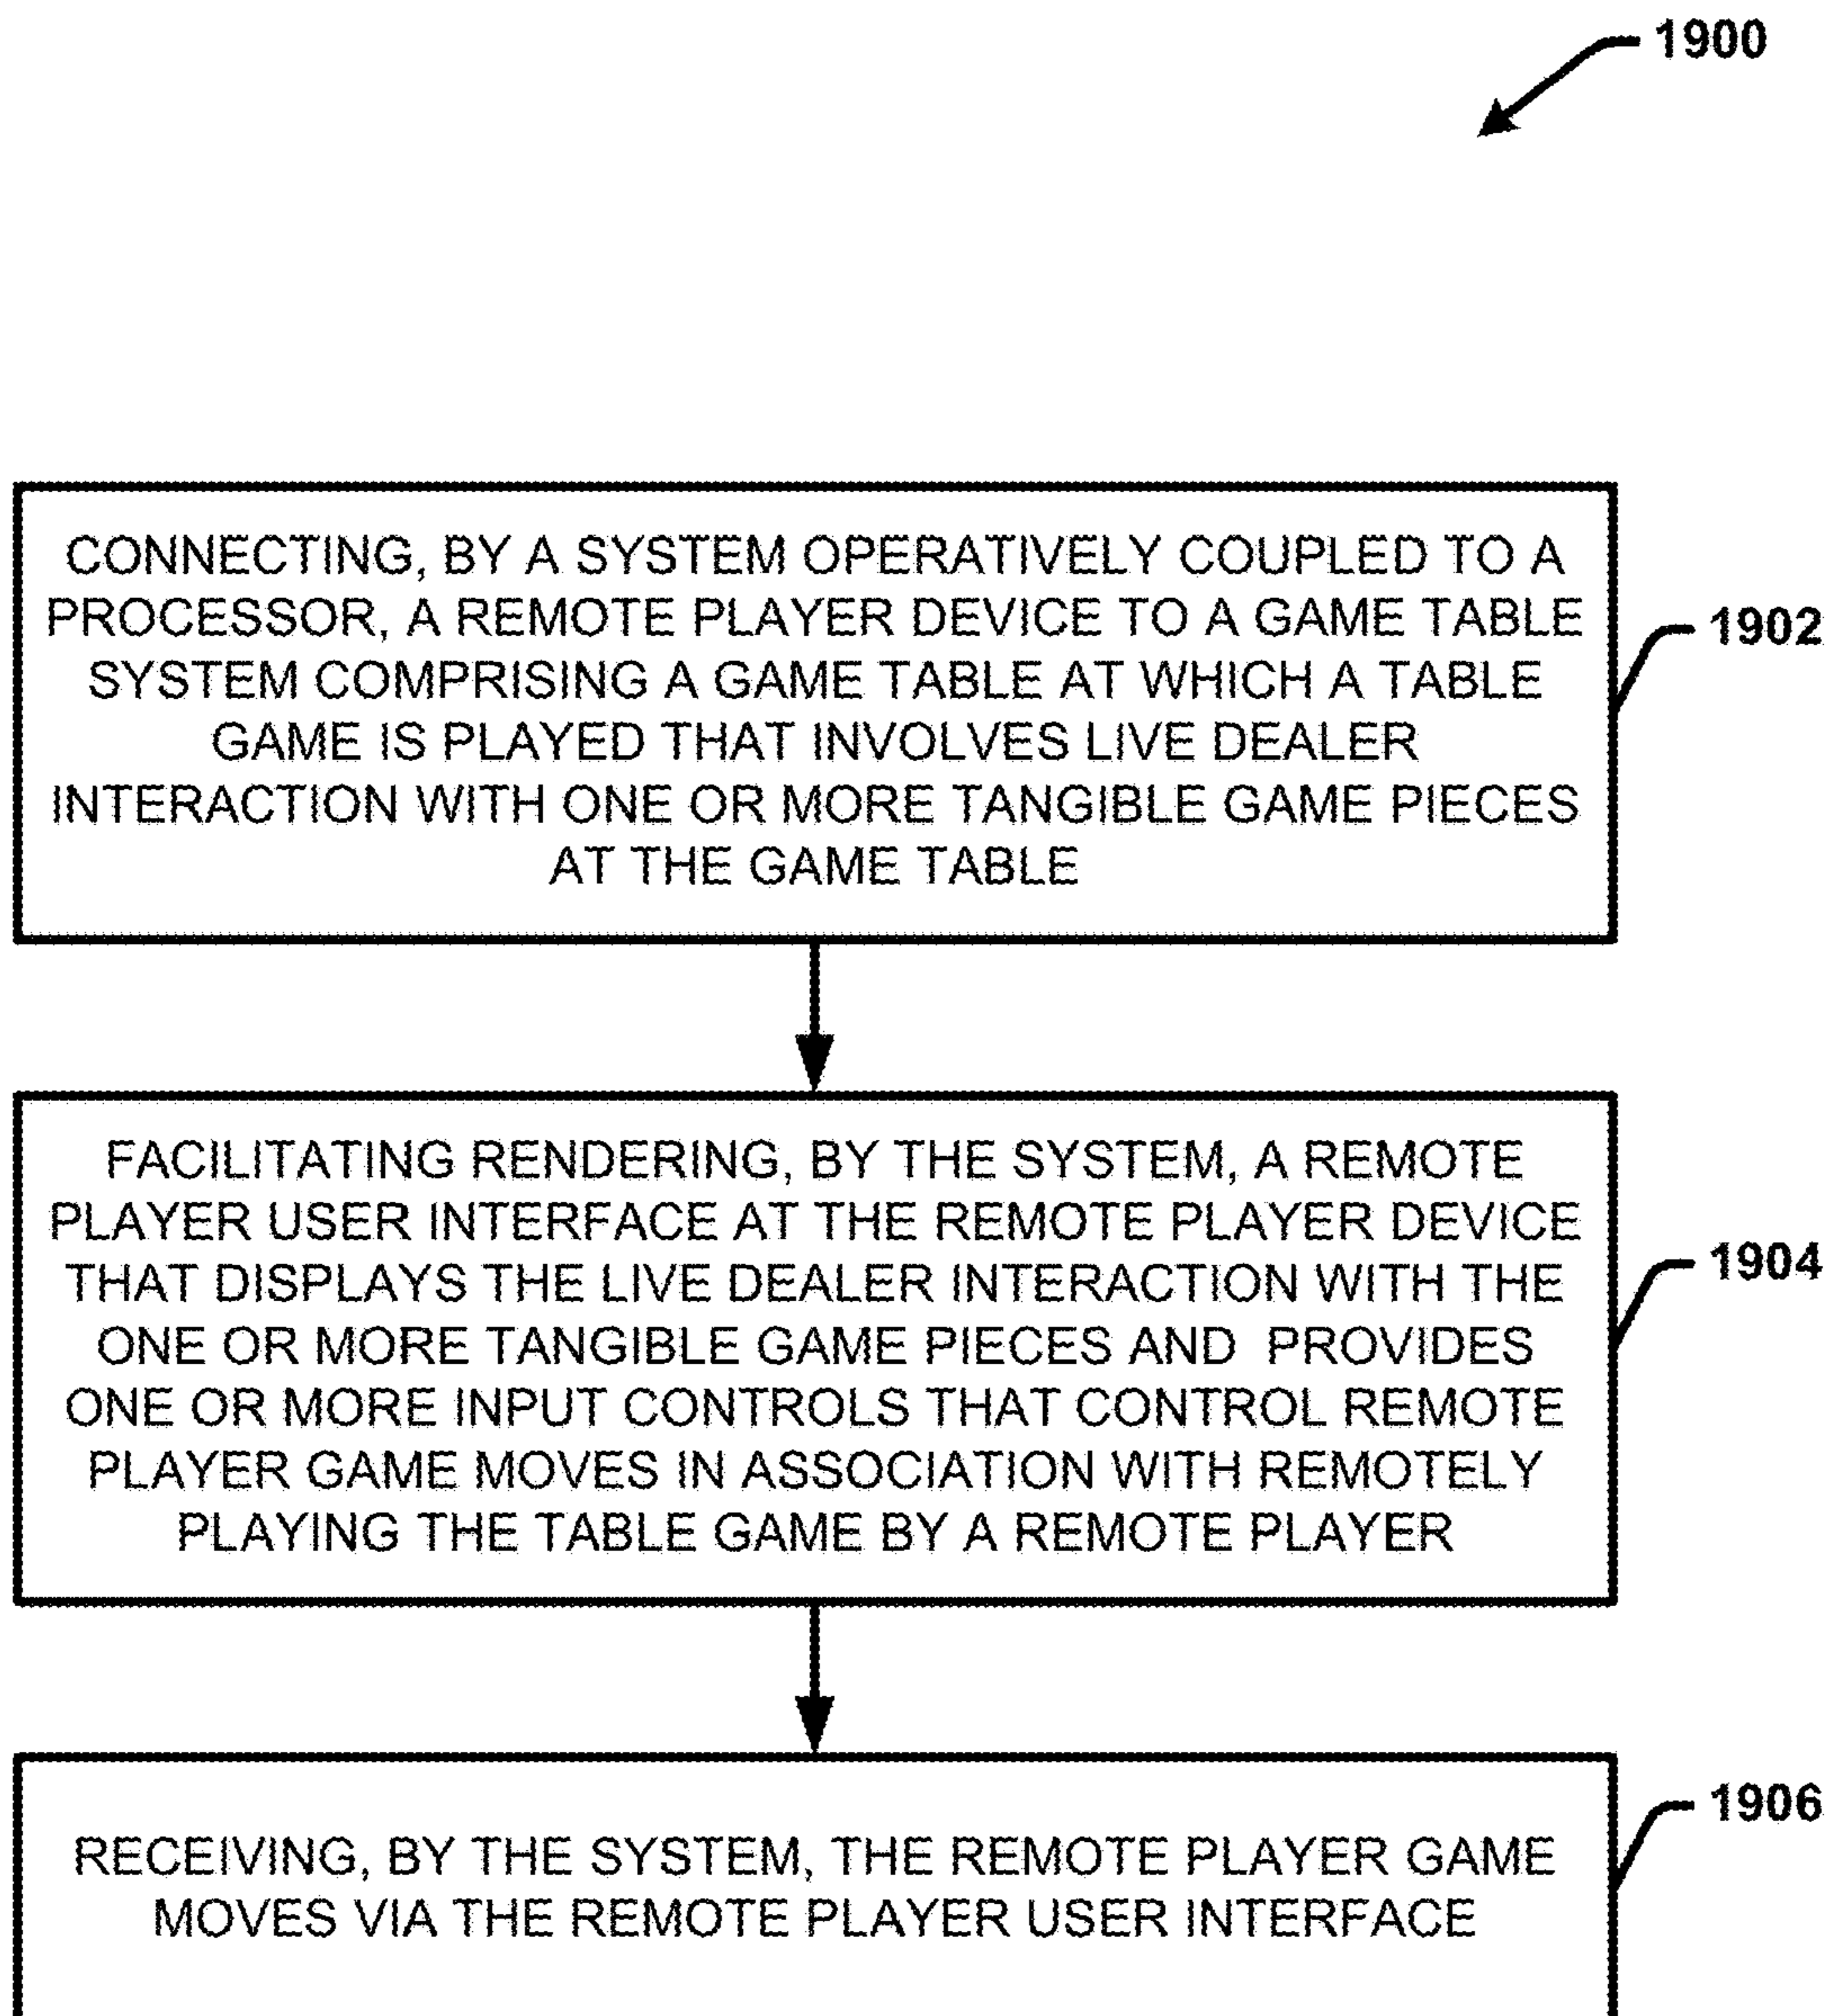 1900
CONNECTING, BY A SYSTEM OPERATIVELY COUPLED TO A
PROCESSOR, A REMOTE PLAYER DEVICE TO A GAME TABLE
SYSTEM COMPRISING A GAME TABLE AT WHICH A TABLE
GAME IS PLAYED THAT INVOLVES LIVE DEALER
INTERACTION WITH ONE OR MORE TANGIBLE GAME PIECES
AT THE GAME TABLE
1902
FACILITATING RENDERING, BY THE SYSTEM, A REMOTE
PLAYER USER INTERFACE AT THE REMOTE PLAYER DEVICE
THAT DISPLAYS THE LIVE DEALER INTERACTION WITH THE
ONE OR MORE TANGIBLE GAME PIECES AND PROVIDES
ONE OR MORE INPUT CONTROLS THAT CONTROL REMOTE
PLAYER GAME MOVES IN ASSOCIATION WITH REMOTELY
PLAYING THE TABLE GAME BY A REMOTE PLAYER
1904
RECEIVING, BY THE SYSTEM, THE REMOTE PLAYER GAME
MOVES VIA THE REMOTE PLAYER USER INTERFACE
1906